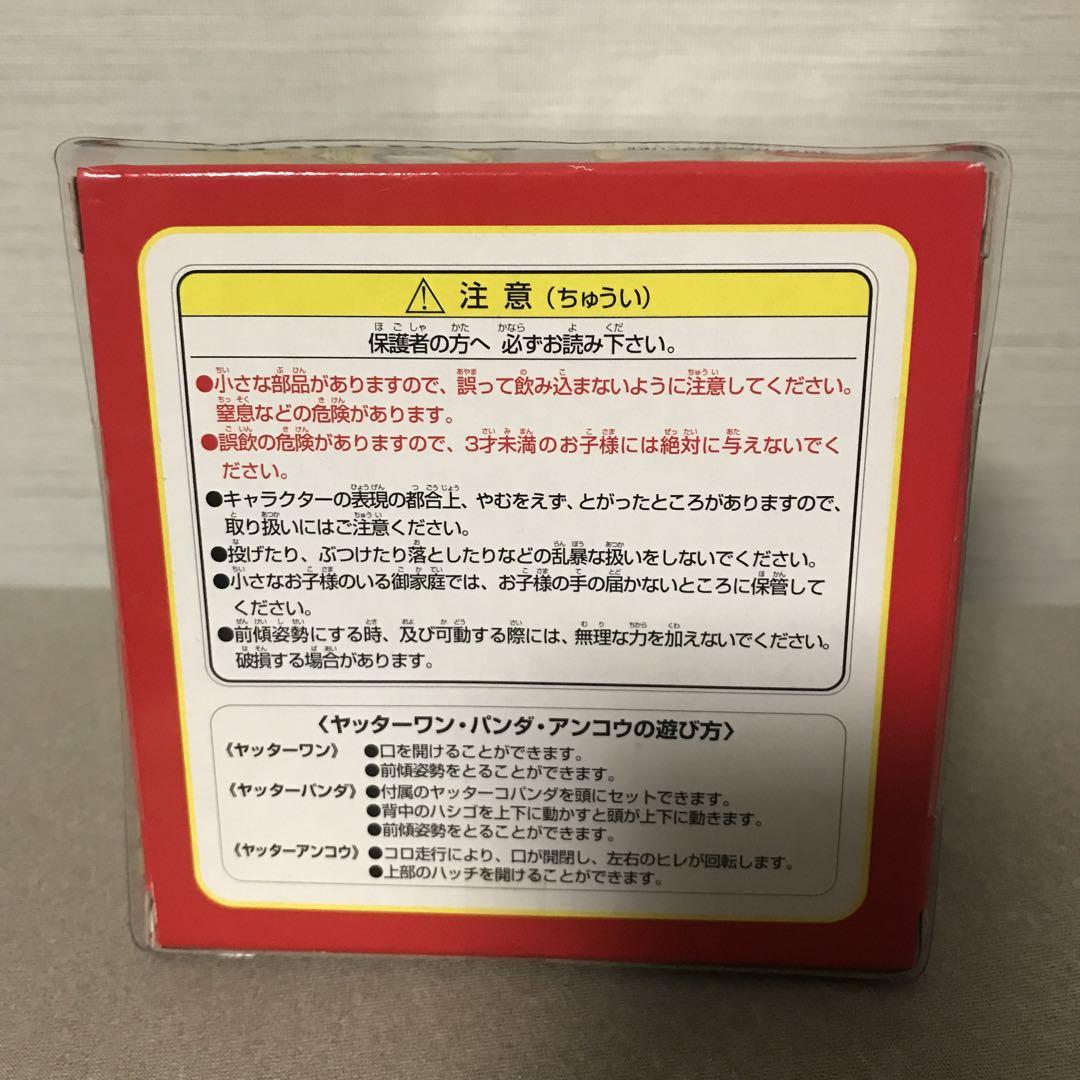 注意(ちゅうい)
保護者の方へ 必ずお読み下さい。
●小さな部品がありますので、誤って飲み込まないように注意してください。
窒息などの危険があります。
●誤飲の危険がありますので、3才未満のお子様には絶対に与えないでく
ださい。
●キャラクターの表現の都合上、やむをえず、とがったところがありますので、
取り扱いにはご注意ください。
●投げたり、ぶつけたり落としたりなどの乱暴な扱いをしないでください。
●小さなお子様のいる御家庭では、お子様の手の届かないところに保管して
ください。
●前傾姿勢にする時、及び可動する際には、無理な力を加えないでください。
破損する場合があります。
〈ヤッターワン・パンダ・アンコウの遊び方〉
《ヤッターワン》 ●口を開けることができます。
●前傾姿勢をとることができます。
《ヤッターパンダ》 ●付属のヤッターコパンダを頭にセットできます。
●背中のハシゴを上下に動かすと頭が上下に動きます。
●前傾姿勢をとることができます。
《ヤッターアンコウ》 ●コロ走行により、口が開閉し、左右のヒレが回転します。
●上部のハッチを開けることができます。